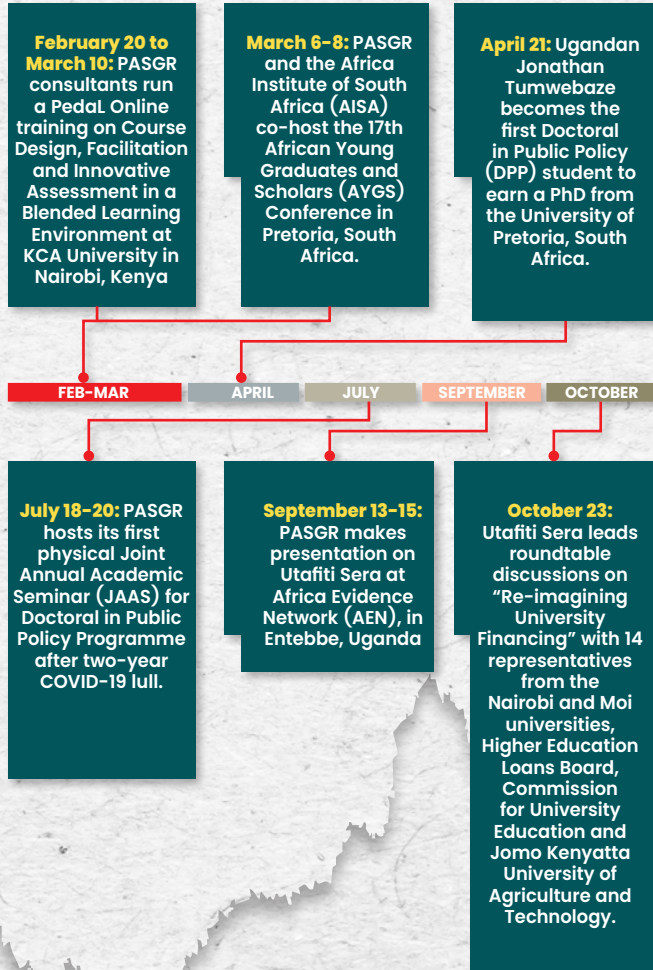 February 20 to
March 10: PASGR
consultants run
a PedaL Online
training on Course
Design, Facilitation
and Innovative
Assessment in a
Blended Learning
Environment at
KCA University in
Nairobi, Kenya
March 6-8: PASGR
and the Africa
Institute of South
Africa (AISA)
co-host the 17th
African Young
Graduates and
Scholars (AYGS)
Conference in
Pretoria, South
Africa.
April 21: Ugandan
Jonathan
Tumwebaze
becomes the
first Doctoral
in Public Policy
(DPP) student to
earn a PhD from
the University of
Pretoria, South
Africa.
FEB-MAR
APRIL
JULY
SEPTEMBER
OCTOBER
July 18-20: PASGR
hosts its first
physical Joint
Annual Academic
Seminar (JAAS) for
Doctoral in Public
Policy Programme
after two-year
COVID-19 lull.
September 13-15:
PASGR makes
presentation on
Utafiti Sera at
Africa Evidence
Network (AEN), in
Entebbe, Uganda
October 23:
Utafiti Sera leads
roundtable
discussions on
“Re-imagining
University
Financing” with 14
representatives
from the
Nairobi and Moi
universities,
Higher Education
Loans Board,
Commission
for University
Education and
Jomo Kenyatta
University of
Agriculture and
Technology.